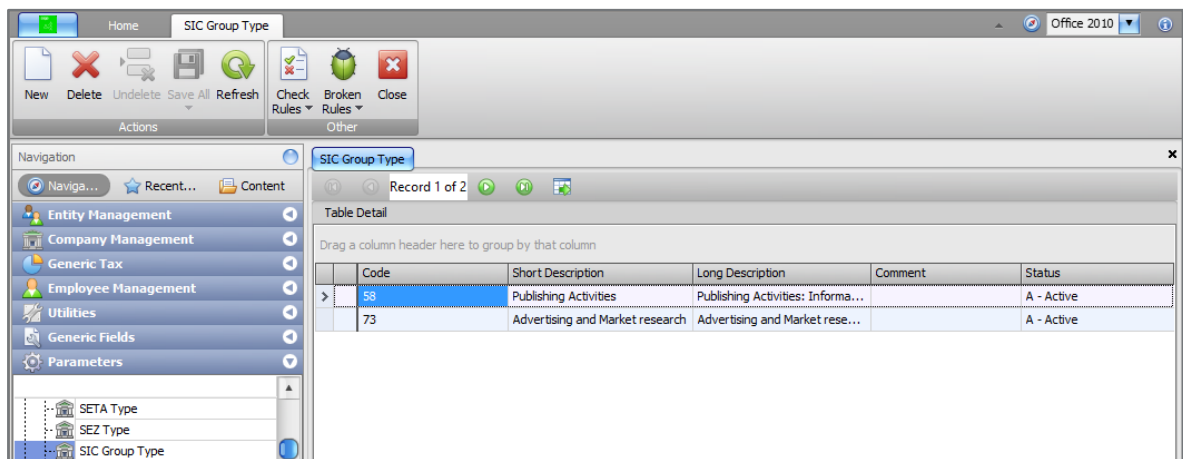 Home SIC Group Type Office 2010
New Delete Undelete Save All Refresh Check Rules Broken Rules Close
Actions Other
Navigation SIC Group Type
Naviga... Recent... Content Record 1 of 2
Entity Management Table Detail
Company Management Drag a column header here to group by that column
Generic Tax Code Short Description Long Description Comment Status
Employee Management 58 Publishing Activities Publishing Activities: Informa... A - Active
Utilities 73 Advertising and Market research Advertising and Market rese... A - Active
Generic Fields
Parameters
SETA Type
SEZ Type
SIC Group Type